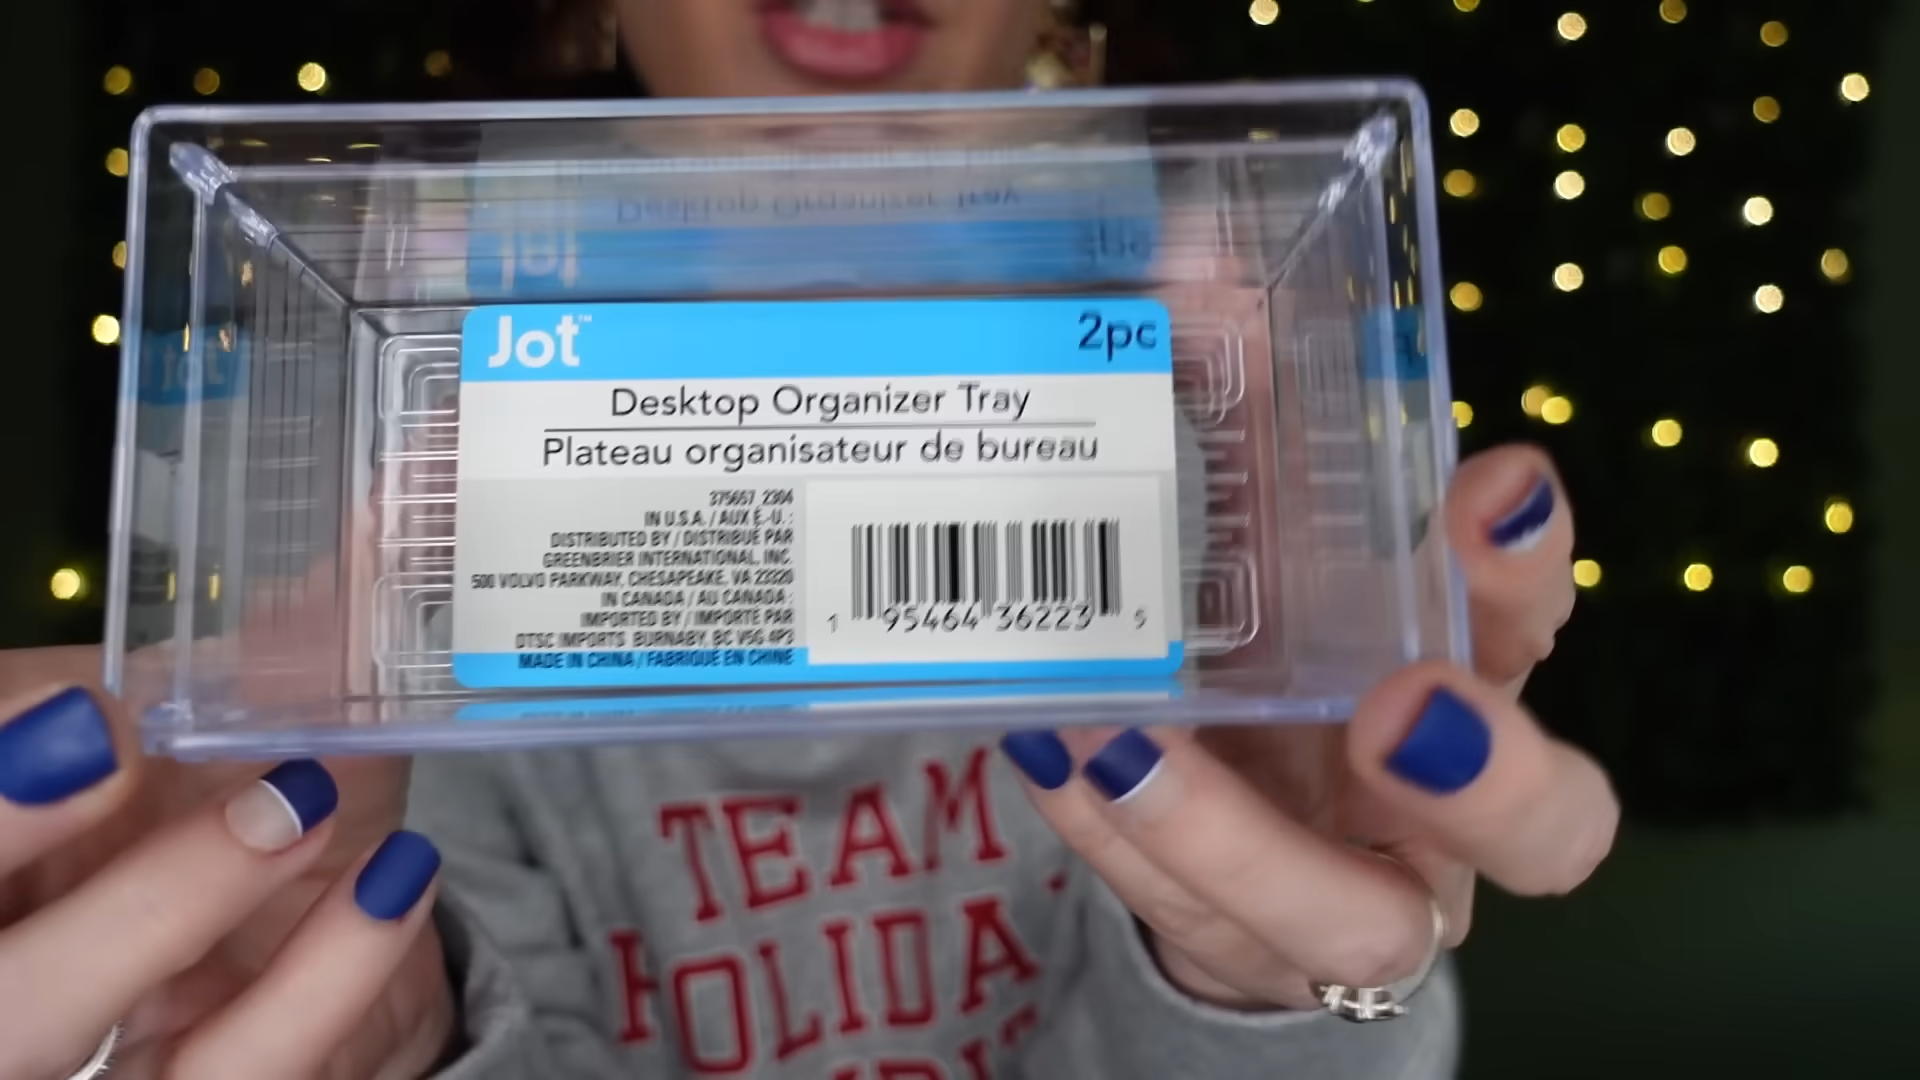 Jot™ 2pc
Desktop Organizer Tray
Plateau organisateur de bureau
375657 2304
IN U.S.A. / AUX É.-U. :
DISTRIBUTED BY / DISTRIBUÉ PAR
GREENBRIER INTERNATIONAL, INC.
500 VOLVO PARKWAY, CHESAPEAKE, VA 23320
IN CANADA / AU CANADA :
IMPORTED BY / IMPORTÉ PAR
DTSC IMPORTS BURNABY, BC V5G 4P3
MADE IN CHINA / FABRIQUÉ EN CHINE
1 95464 36223 5
TEAM
HOLIDA